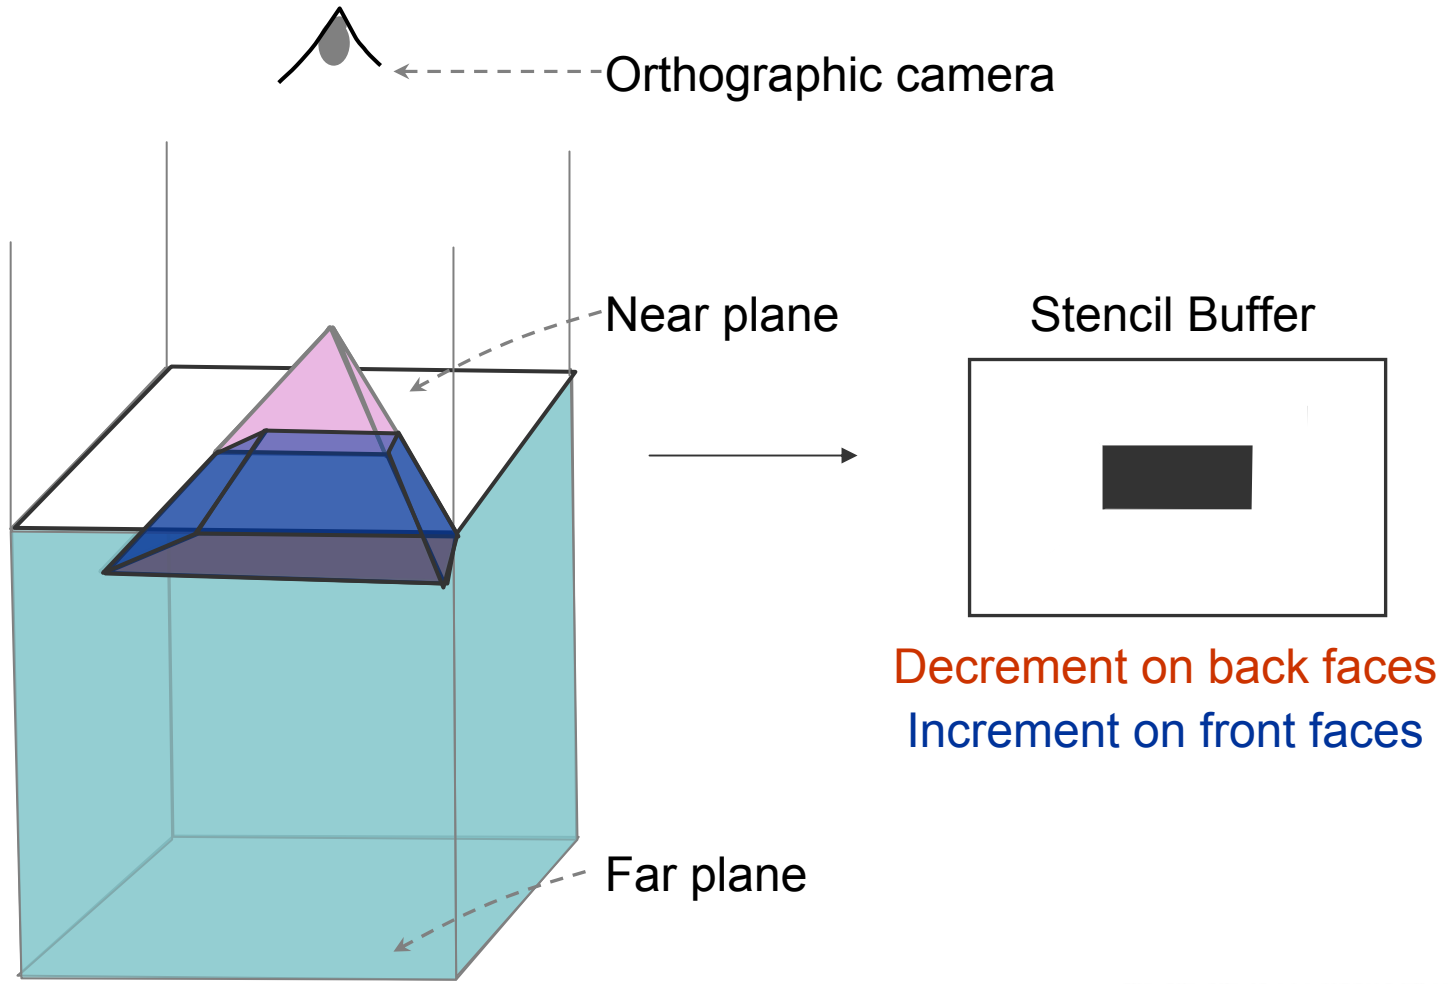 Orthographic camera
Near plane
Stencil Buffer
Decrement on back faces
Increment on front faces
Far plane